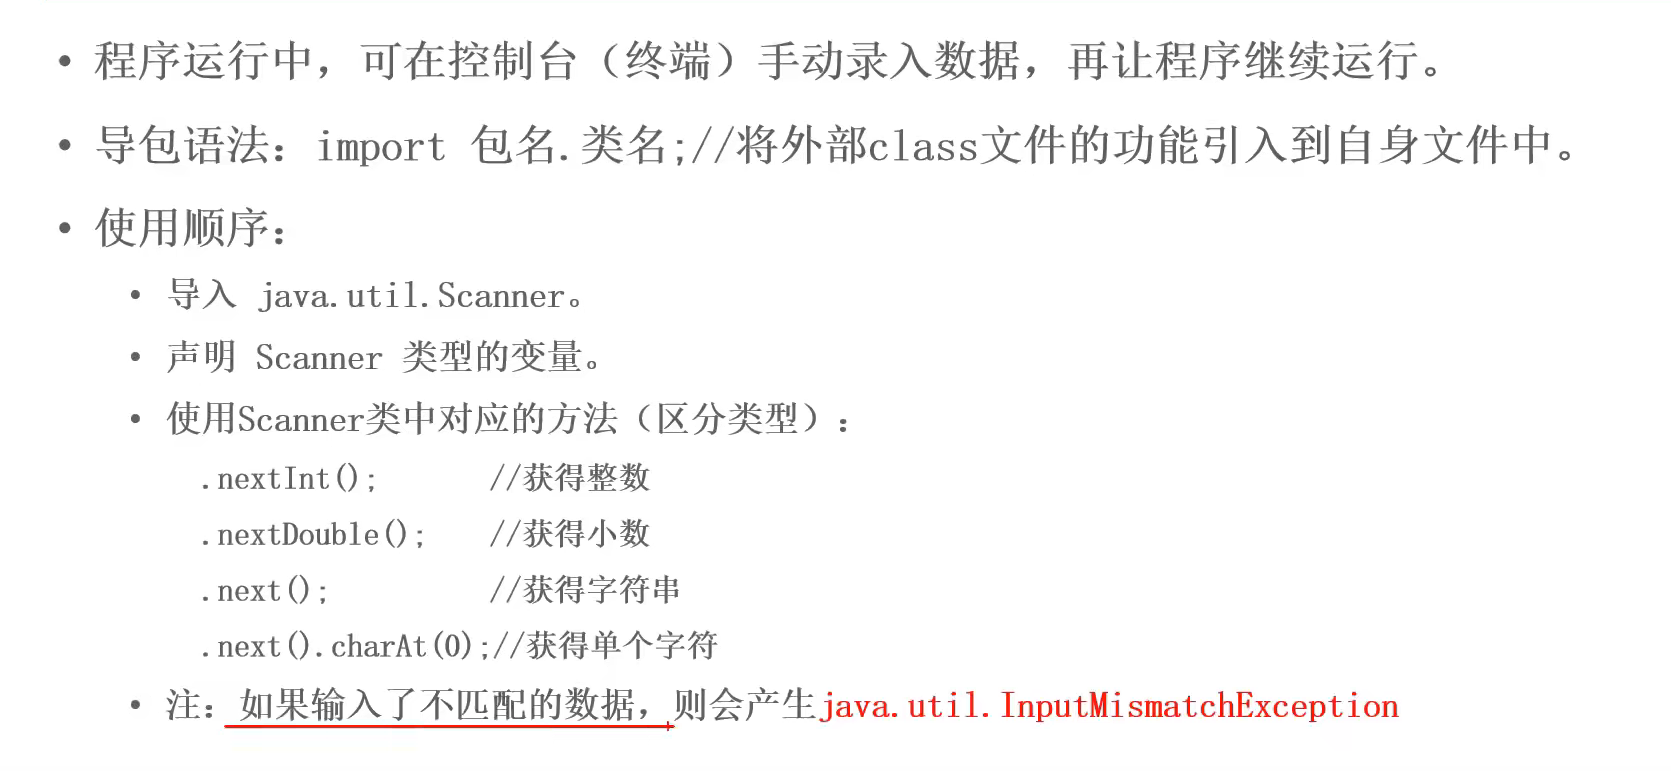 • 程序运行中，可在控制台（终端）手动录入数据，再让程序继续运行。
• 导包语法：import 包名.类名;//将外部class文件的功能引入到自身文件中。
• 使用顺序：
• 导入 java.util.Scanner。
• 声明 Scanner 类型的变量。
• 使用Scanner类中对应的方法（区分类型）：
.nextInt(); //获得整数
.nextDouble(); //获得小数
.next(); //获得字符串
.next().charAt(0);//获得单个字符
• 注：如果输入了不匹配的数据，则会产生java.util.InputMismatchException